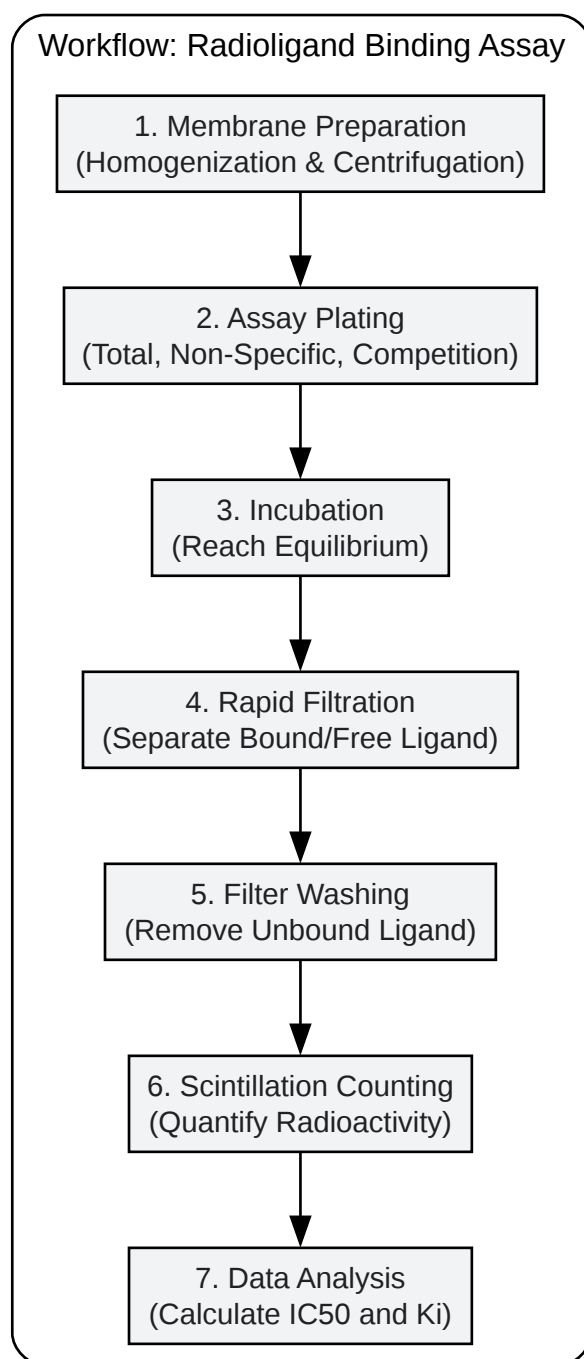 Workflow: Radioligand Binding Assay
1. Membrane Preparation
(Homogenization & Centrifugation)
2. Assay Plating
(Total, Non-Specific, Competition)
3. Incubation
(Reach Equilibrium)
4. Rapid Filtration
(Separate Bound/Free Ligand)
5. Filter Washing
(Remove Unbound Ligand)
6. Scintillation Counting
(Quantify Radioactivity)
7. Data Analysis
(Calculate IC50 and Ki)